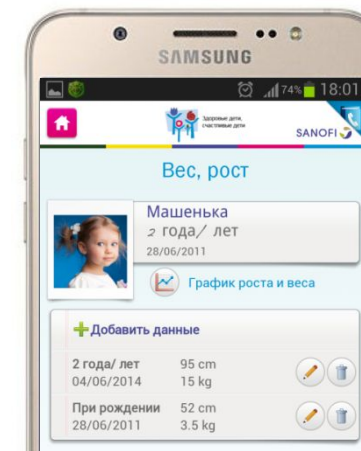 SAMSUNG
74% 18:01
Здоровые дети,
счастливые дети
SANOFI
Вес, рост
Машенька
2 года/ лет
28/06/2011
График роста и веса
Добавить данные
2 года/ лет 95 cm
04/06/2014 15 kg
При рождении 52 cm
28/06/2011 3.5 kg